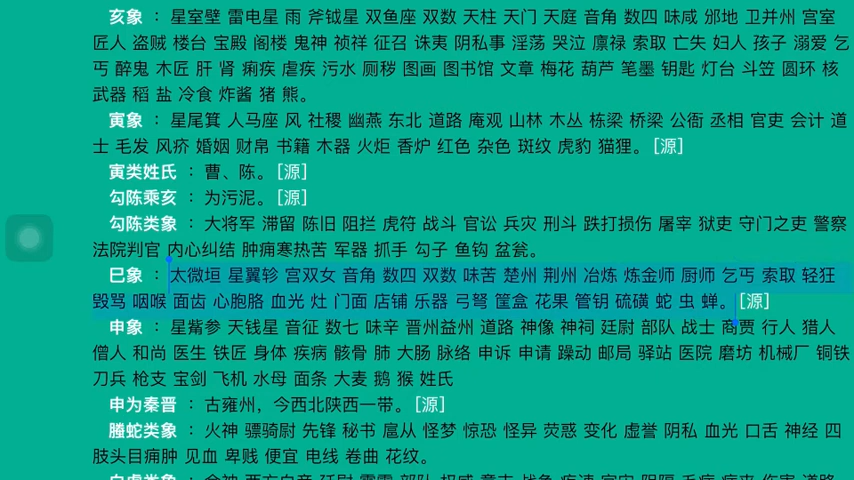 亥象 ： 星室壁 雷电星 雨 斧钺星 双鱼座 双数 天柱 天门 天庭 音角 数四 味咸 邠地 卫并州 宫室
匠人 盗贼 楼台 宝殿 阁楼 鬼神 祯祥 征召 诛夷 阴私事 淫荡 哭泣 廪禄 索取 亡失 妇人 孩子 溺爱 乞
丐 醉鬼 木匠 肝 肾 痢疾 虐疾 污水 厕秽 图画 图书馆 文章 梅花 葫芦 笔墨 钥匙 灯台 斗笠 圆环 核
武器 稻 盐 冷食 炸酱 猪 熊。
寅象 ： 星尾箕 人马座 风 社稷 幽燕 东北 道路 庵观 山林 木丛 栋梁 桥梁 公衙 丞相 官吏 会计 道
士 毛发 风疥 婚姻 财帛 书籍 木器 火炬 香炉 红色 杂色 斑纹 虎豹 猫狸。[源]
寅类姓氏 ： 曹、陈。[源]
勾陈乘亥 ： 为污泥。[源]
勾陈类象 ： 大将军 滞留 陈旧 阻拦 虎符 战斗 官讼 兵灾 刑斗 跌打损伤 屠宰 狱吏 守门之吏 警察
法院判官 内心纠结 肿痈寒热苦 军器 抓手 勾子 鱼钩 盆瓮。
巳象 ： 太微垣 星翼轸 宫双女 音角 数四 双数 味苦 楚州 荆州 冶炼 炼金师 厨师 乞丐 索取 轻狂
毁骂 咽喉 面齿 心胞胳 血光 灶 门面 店铺 乐器 弓弩 筐盒 花果 管钥 硫磺 蛇 虫 蝉。[源]
申象 ： 星觜参 天钱星 音征 数七 味辛 晋州益州 道路 神像 神祠 廷尉 部队 战士 商贾 行人 猎人
僧人 和尚 医生 铁匠 身体 疾病 骸骨 肺 大肠 脉络 申诉 申请 躁动 邮局 驿站 医院 磨坊 机械厂 铜铁
刀兵 枪支 宝剑 飞机 水母 面条 大麦 鹅 猴 姓氏
申为秦晋 ： 古雍州，今西北陕西一带。[源]
螣蛇类象 ： 火神 骠骑尉 先锋 秘书 扈从 怪梦 惊恐 怪异 荧惑 变化 虚誉 阴私 血光 口舌 神经 四
肢头目痈肿 见血 卑贱 便宜 电线 卷曲 花纹。